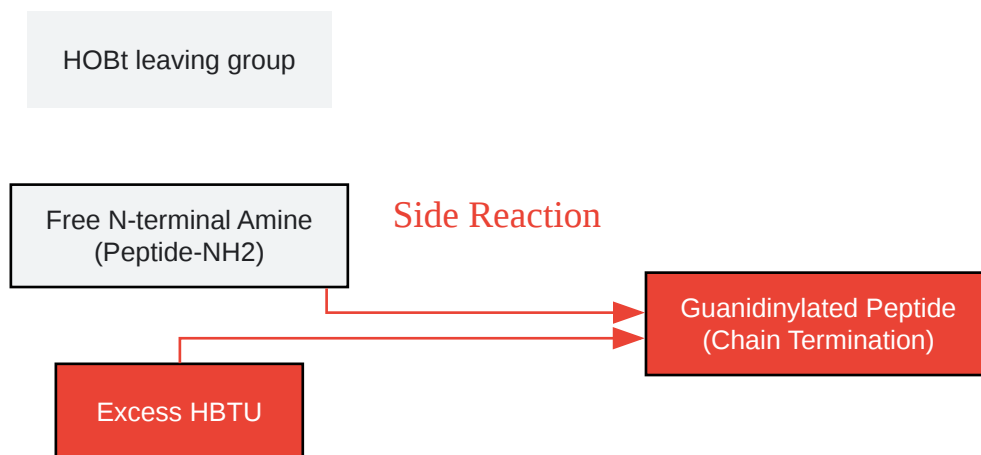 HOBt leaving group
Free N-terminal Amine
(Peptide-NH2)
Side Reaction
Guanidinylated Peptide
(Chain Termination)
Excess HBTU